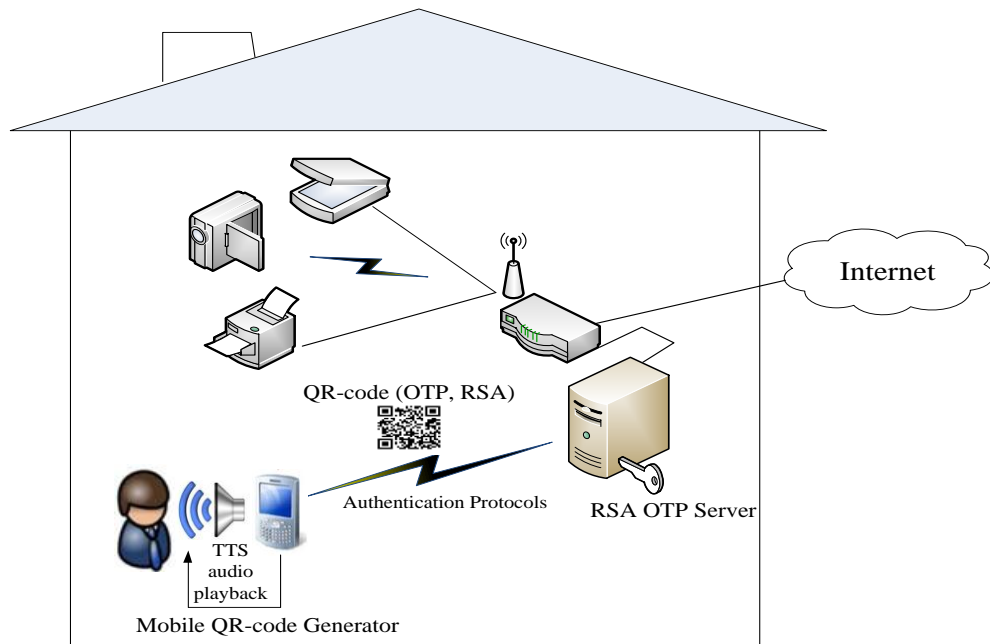 Internet
QR-code (OTP, RSA)
Authentication Protocols
RSA OTP Server
TTS
audio
playback
Mobile QR-code Generator